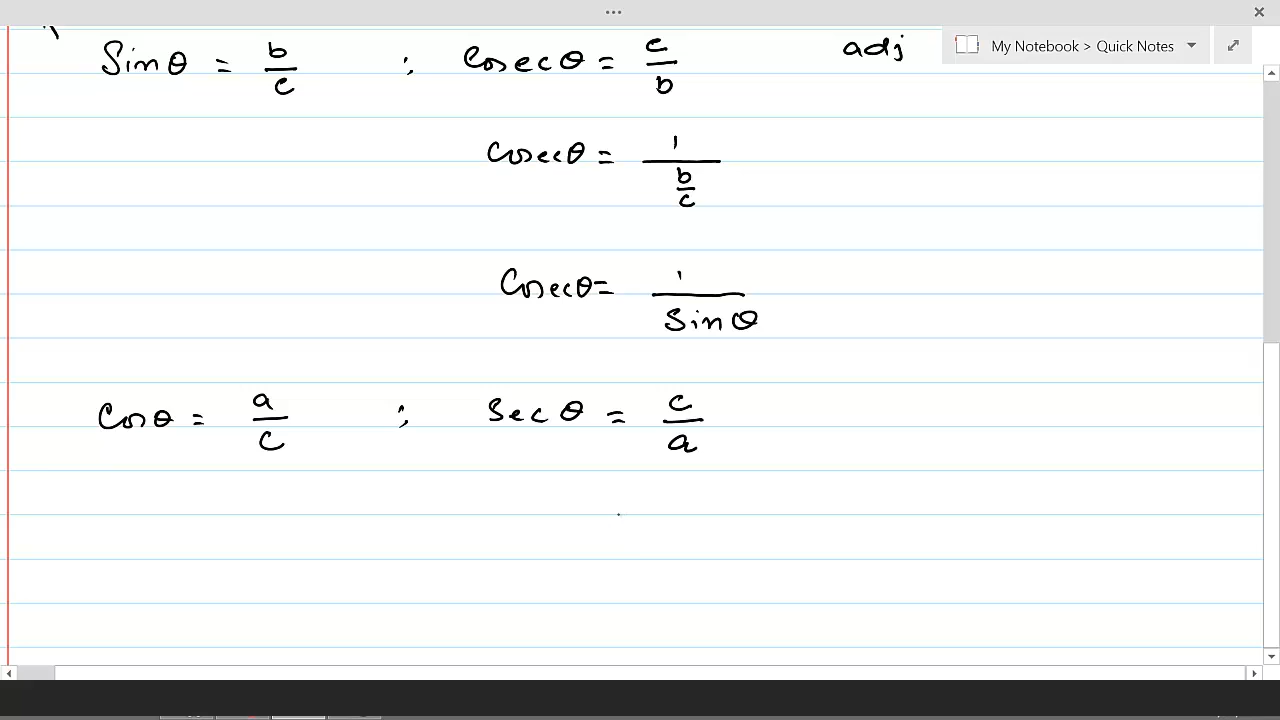 My Notebook > Quick Notes
Sinθ = b/c ; Cosecθ = c/b adj
Cosecθ = 1/(b/c)
Cosecθ = 1/Sinθ
Cosθ = a/c ; Secθ = c/a